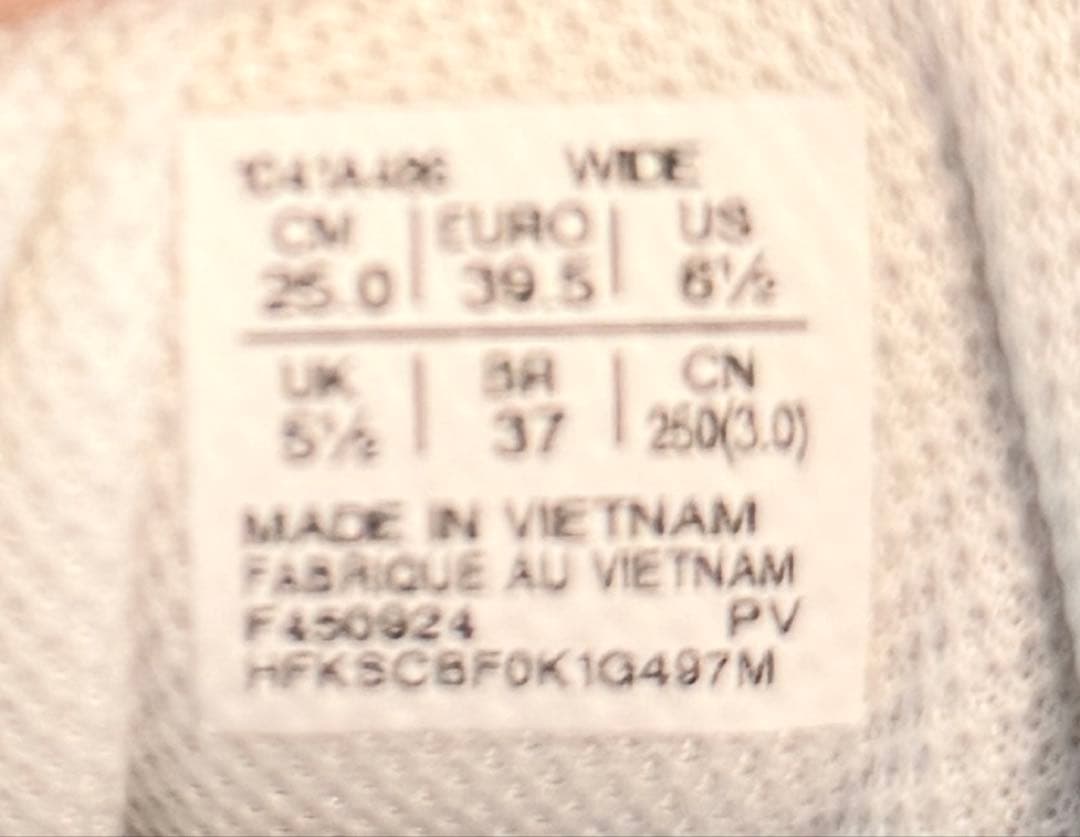 WIDE
CM | EURO | US
25.0 | 39.5 | 6½
UK | BR | CN
5½ | 37 | 250(3.0)
MADE IN VIETNAM
FABRIQUE AU VIETNAM
F450924 PV